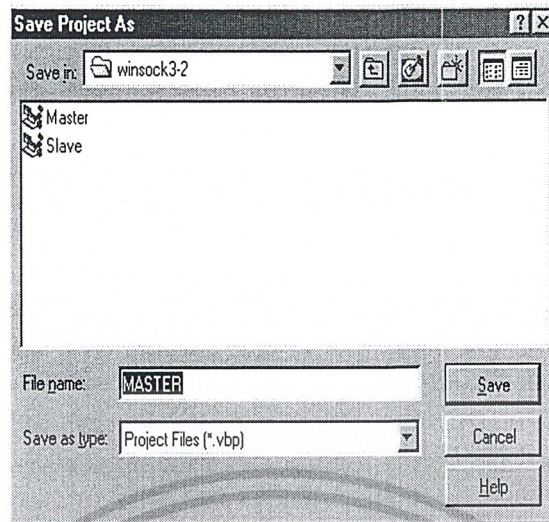 Save Project As
Save in: winsock3-2
Master
Slave
File name: MASTER Save
Save as type: Project Files (*.vbp) Cancel
Help